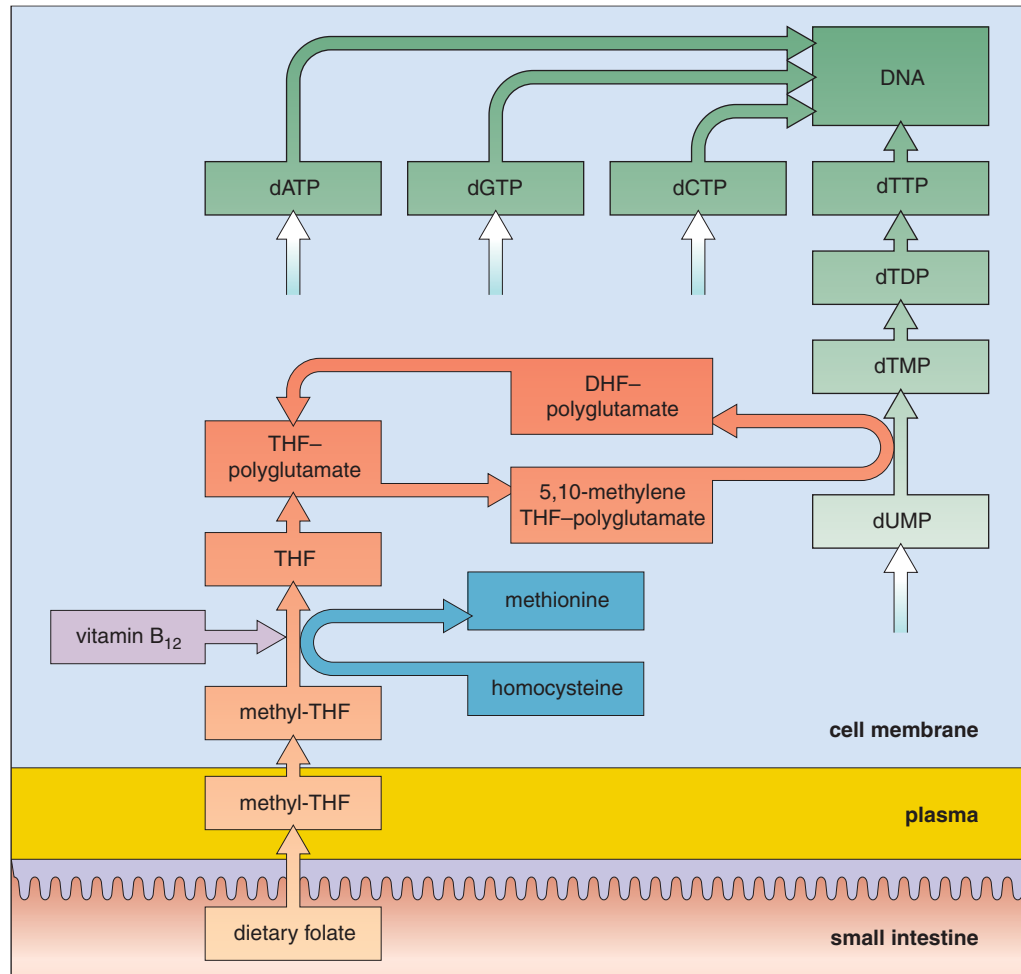 DNA
dATP
dGTP
dCTP
dTTP
dTDP
dTMP
DHF–
polyglutamate
THF–
polyglutamate
5,10-methylene
THF–polyglutamate
dUMP
THF
methionine
vitamin B₁₂
homocysteine
methyl-THF
cell membrane
methyl-THF
plasma
dietary folate
small intestine